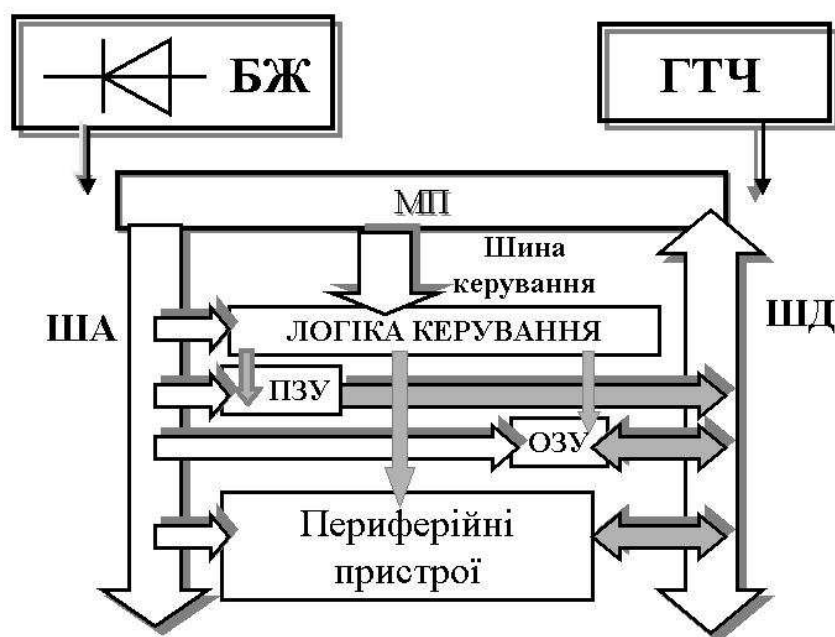 БЖ
ГТЧ
МП
Шина
керування
ША
ШД
ЛОГІКА КЕРУВАННЯ
ПЗУ
ОЗУ
Периферійні
пристрої